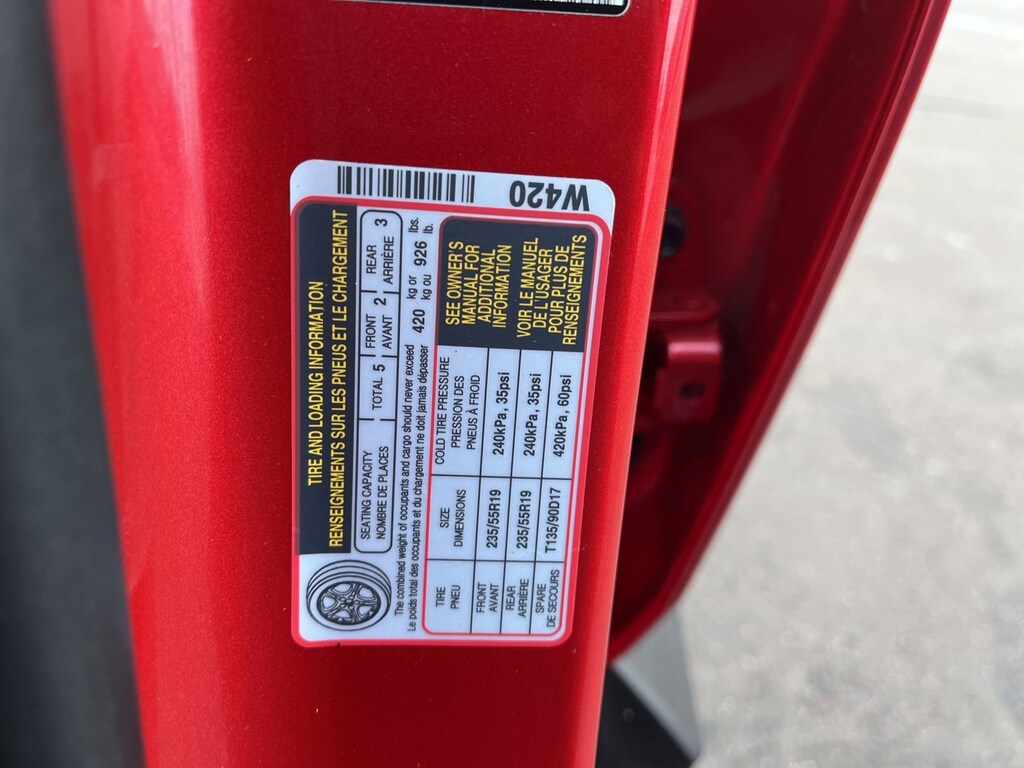 W420
TIRE AND LOADING INFORMATION
RENSEIGNEMENTS SUR LES PNEUS ET LE CHARGEMENT
SEATING CAPACITY
NOMBRE DE PLACES
TOTAL 5
FRONT
AVANT 2
REAR
ARRIÈRE 3
The combined weight of occupants and cargo should never exceed 420 kg or 926 lbs.
Le poids total des occupants et du chargement ne doit jamais dépasser kg ou lb.
TIRE
PNEU
SIZE
DIMENSIONS
COLD TIRE PRESSURE
PRESSION DES
PNEUS À FROID
FRONT
AVANT
235/55R19
240kPa, 35psi
REAR
ARRIÈRE
235/55R19
240kPa, 35psi
SPARE
DE SECOURS
T135/90D17
420kPa, 60psi
SEE OWNER'S
MANUAL FOR
ADDITIONAL
INFORMATION
VOIR LE MANUEL
DE L'USAGER
POUR PLUS DE
RENSEIGNEMENTS